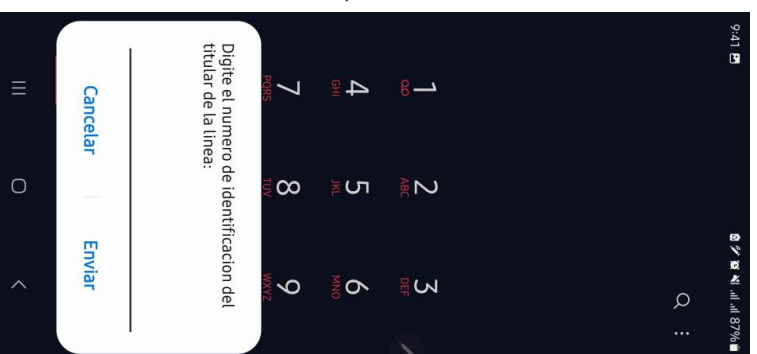 9:41
87%
1
2 ABC
3 DEF
4 GHI
5 JKL
6 MNO
7 PQRS
8 TUV
9 WXYZ
Digite el numero de identificacion del
titular de la linea:
Cancelar
Enviar